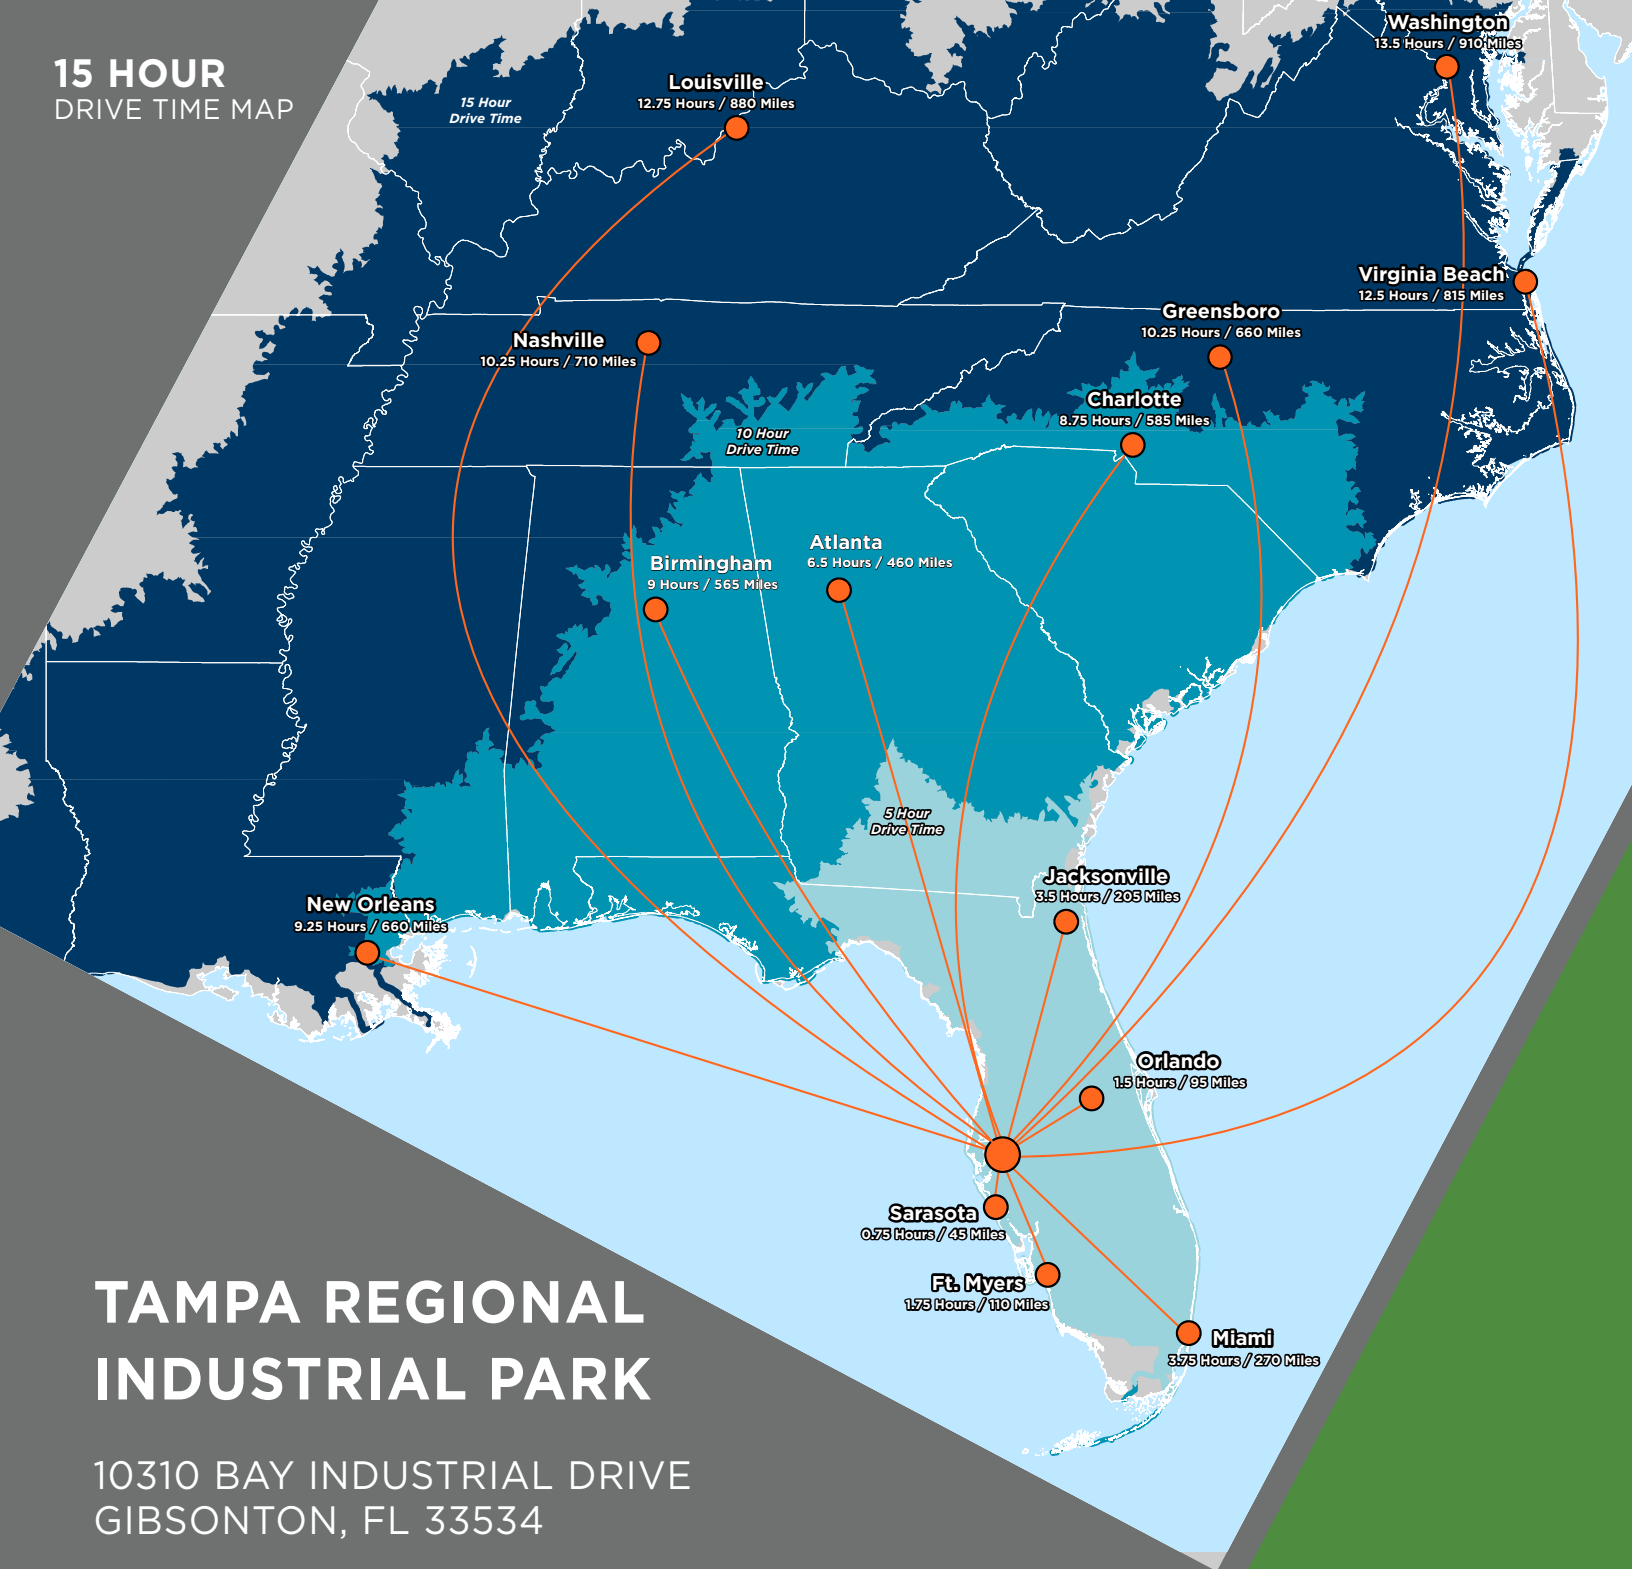 Washington
13.5 Hours / 910 Miles
15 HOUR
DRIVE TIME MAP
Louisville
12.75 Hours / 880 Miles
15 Hour
Drive Time
Virginia Beach
12.5 Hours / 815 Miles
Greensboro
10.25 Hours / 660 Miles
Nashville
10.25 Hours / 710 Miles
Charlotte
8.75 Hours / 585 Miles
10 Hour
Drive Time
Atlanta
6.5 Hours / 460 Miles
Birmingham
9 Hours / 565 Miles
5 Hour
Drive Time
Jacksonville
3.5 Hours / 205 Miles
New Orleans
9.25 Hours / 660 Miles
Orlando
1.5 Hours / 95 Miles
Sarasota
0.75 Hours / 45 Miles
Ft. Myers
1.75 Hours / 110 Miles
Miami
3.75 Hours / 270 Miles
TAMPA REGIONAL
INDUSTRIAL PARK
10310 BAY INDUSTRIAL DRIVE
GIBSONTON, FL 33534